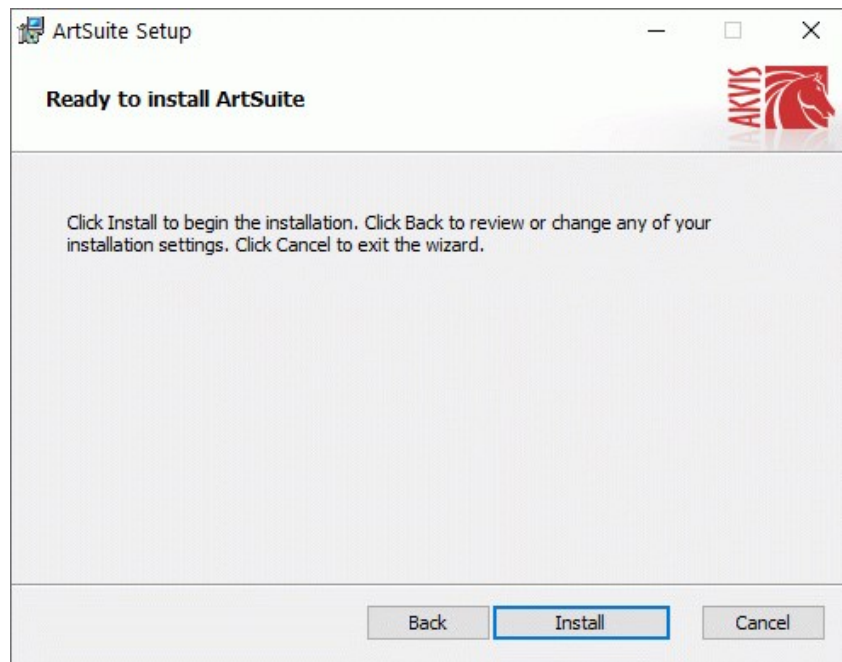 ArtSuite Setup
Ready to install ArtSuite
AKVIS
Click Install to begin the installation. Click Back to review or change any of your
installation settings. Click Cancel to exit the wizard.
Back
Install
Cancel